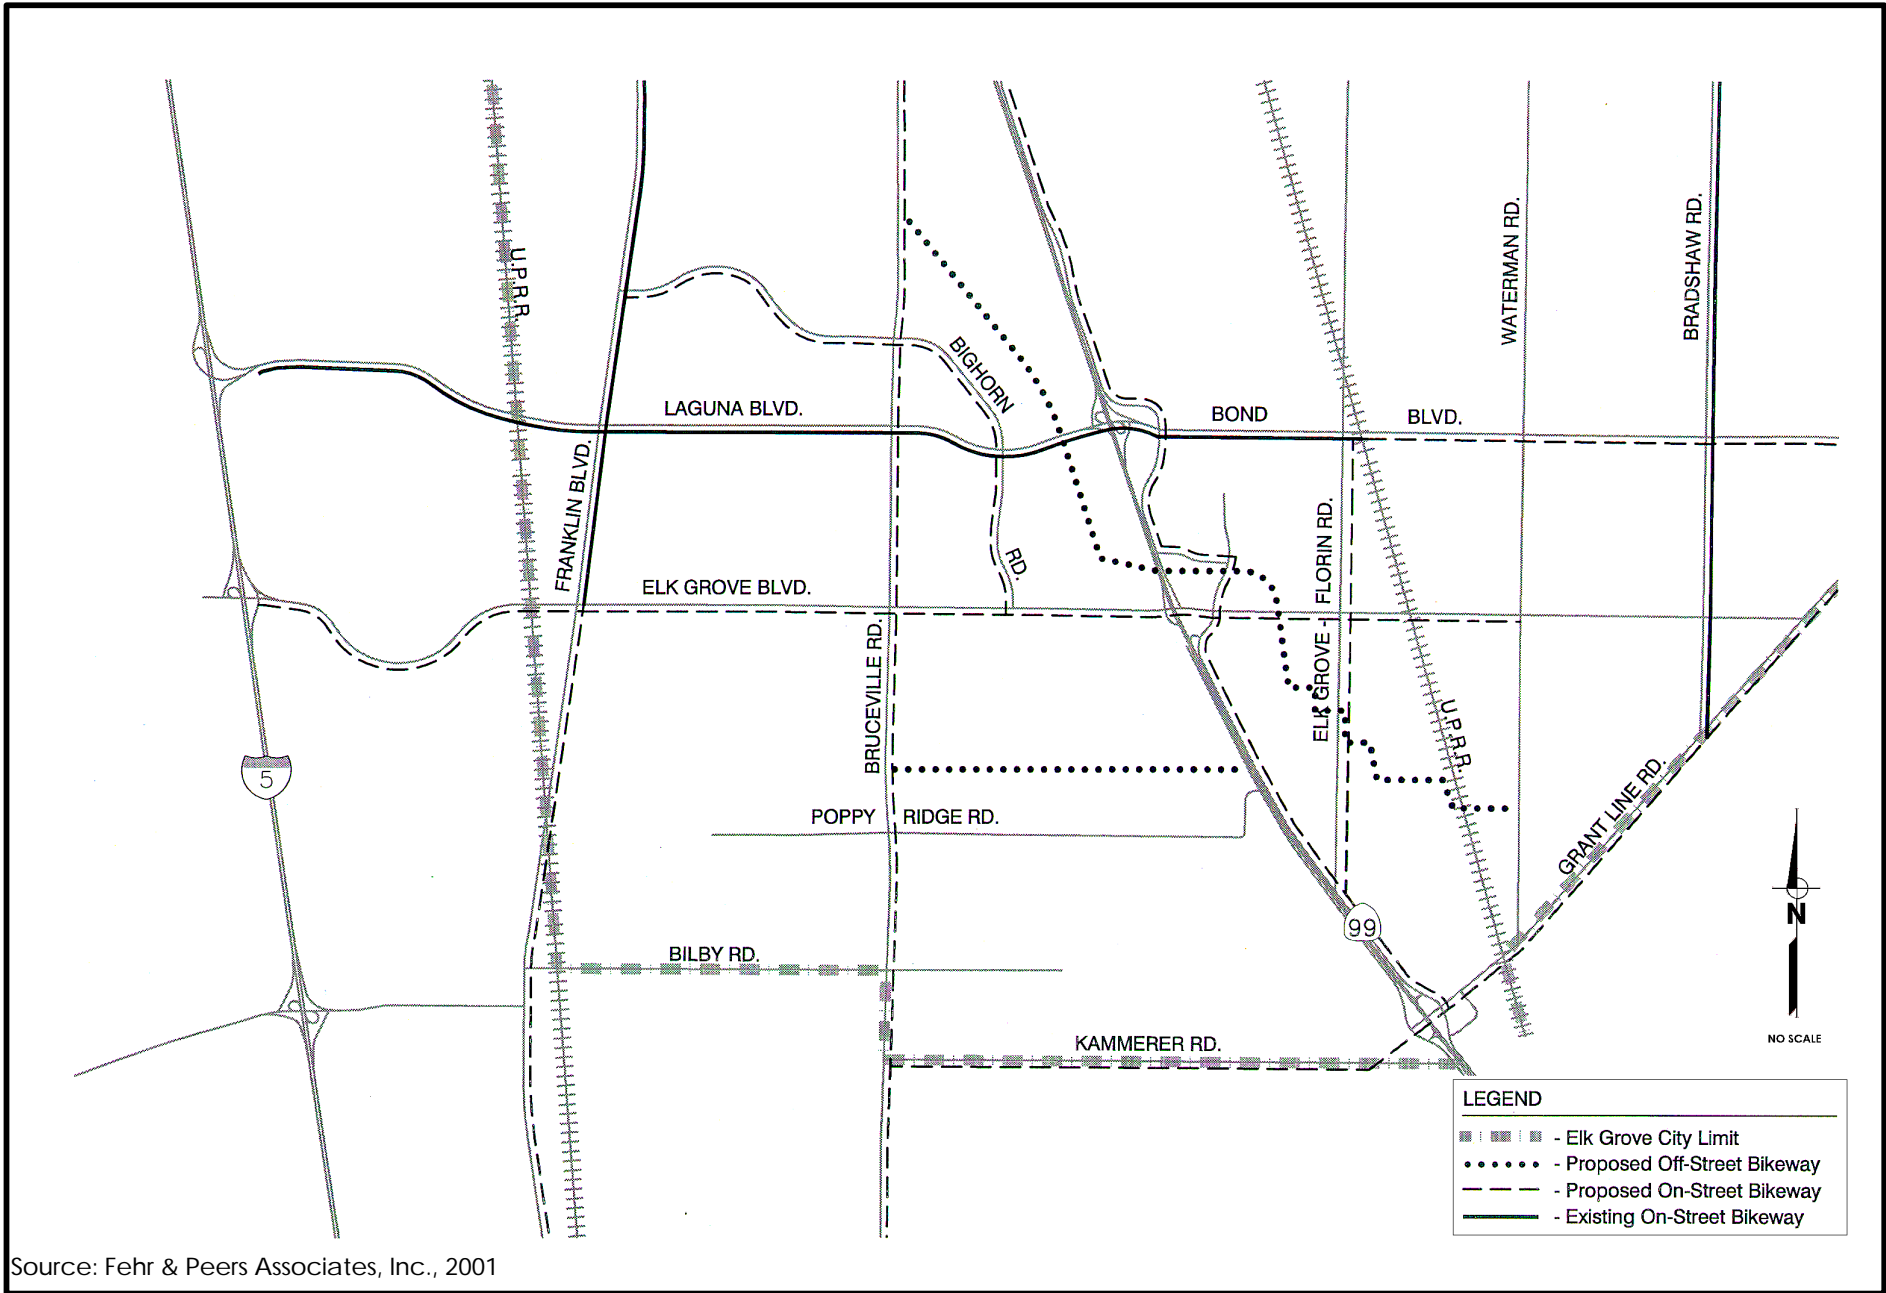 U.P.R.R.
WATERMAN RD.
BRADSHAW RD.
BIGHORN
LAGUNA BLVD.
BOND
BLVD.
FRANKLIN BLVD.
ELK GROVE - FLORIN RD.
RD.
ELK GROVE BLVD.
BRUCEVILLE RD.
U.P.R.R.
5
POPPY
RIDGE RD.
GRANT LINE RD.
99
N
BILBY RD.
NO SCALE
KAMMERER RD.
LEGEND
- Elk Grove City Limit
- Proposed Off-Street Bikeway
- Proposed On-Street Bikeway
- Existing On-Street Bikeway
Source: Fehr & Peers Associates, Inc., 2001